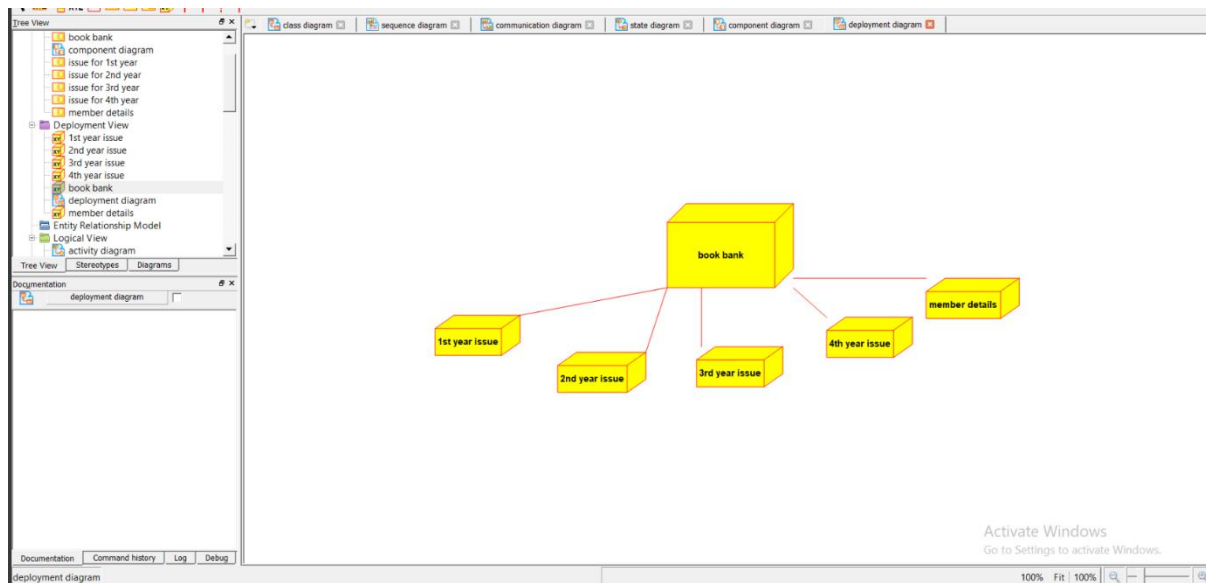 Tree View
book bank
component diagram
issue for 1st year
issue for 2nd year
issue for 3rd year
issue for 4th year
member details
Deployment View
1st year issue
2nd year issue
3rd year issue
4th year issue
book bank
deployment diagram
member details
Entity Relationship Model
Logical View
activity diagram
Tree View Stereotypes Diagrams
Documentation
deployment diagram
Documentation Command history Log Debug
class diagram sequence diagram communication diagram state diagram component diagram deployment diagram
book bank
member details
1st year issue
4th year issue
2nd year issue
3rd year issue
Activate Windows
Go to Settings to activate Windows.
deployment diagram
100% Fit 100%